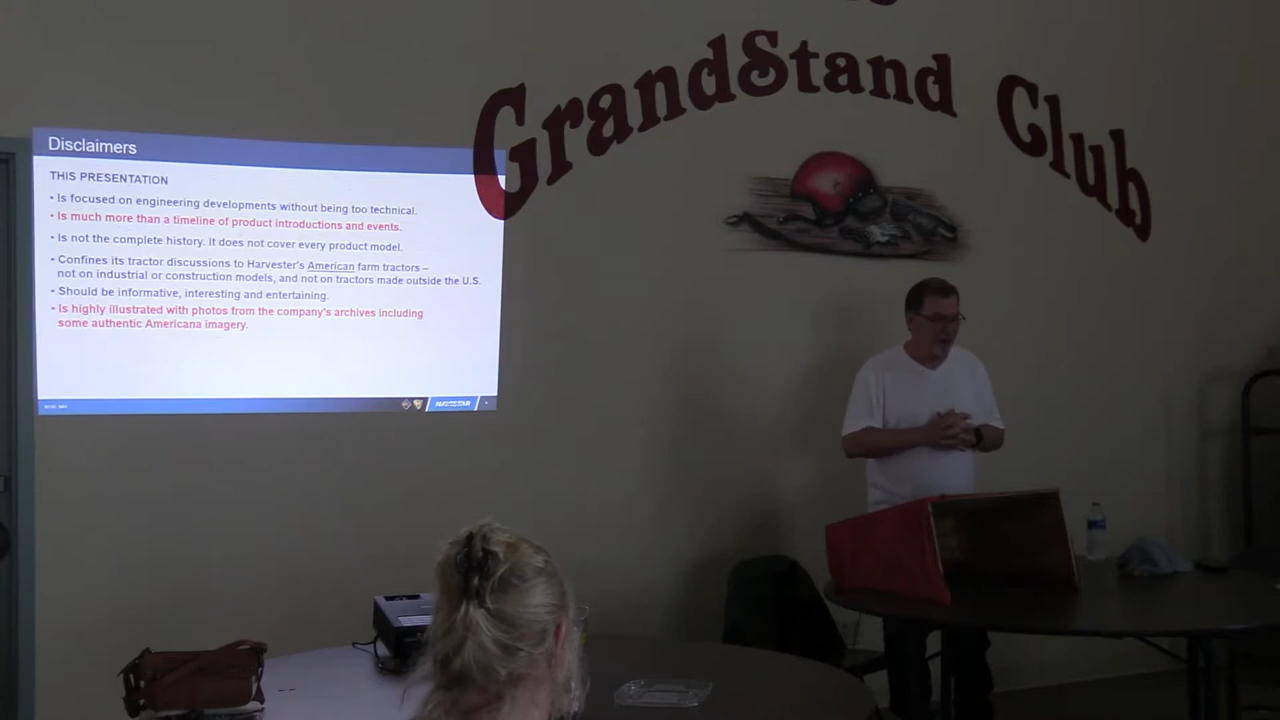 GrandStand Club
Disclaimers
THIS PRESENTATION
• Is focused on engineering developments without being too technical.
• Is much more than a timeline of product introductions and events.
• Is not the complete history. It does not cover every product model.
• Confines its tractor discussions to Harvester's American farm tractors –
not on industrial or construction models, and not on tractors made outside the U.S.
• Should be informative, interesting and entertaining.
• Is highly illustrated with photos from the company's archives including
some authentic Americana imagery.
NAVISTAR